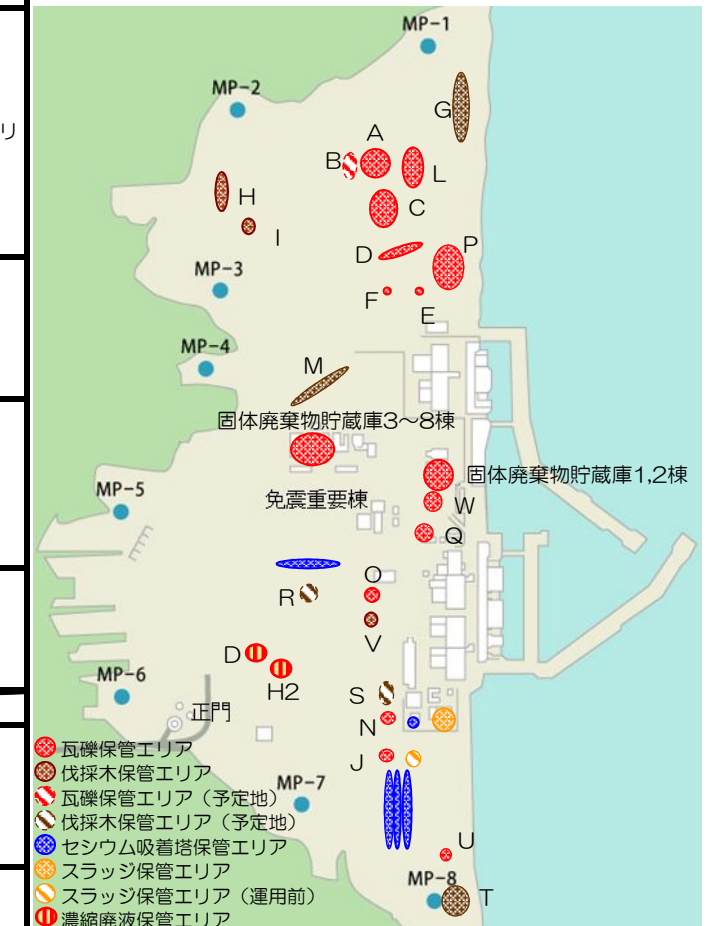 リ
MP-1
MP-2
G
A
B
L
H
C
I
D
P
MP-3
F
E
MP-4
M
固体廃棄物貯蔵庫3～8棟
固体廃棄物貯蔵庫1,2棟
MP-5
免震重要棟
W
Q
O
R
V
D
H2
MP-6
S
正門
N
J
瓦礫保管エリア
伐採木保管エリア
MP-7
瓦礫保管エリア（予定地）
伐採木保管エリア（予定地）
U
セシウム吸着塔保管エリア
スラッジ保管エリア
MP-8
T
スラッジ保管エリア（運用前）
濃縮廃液保管エリア